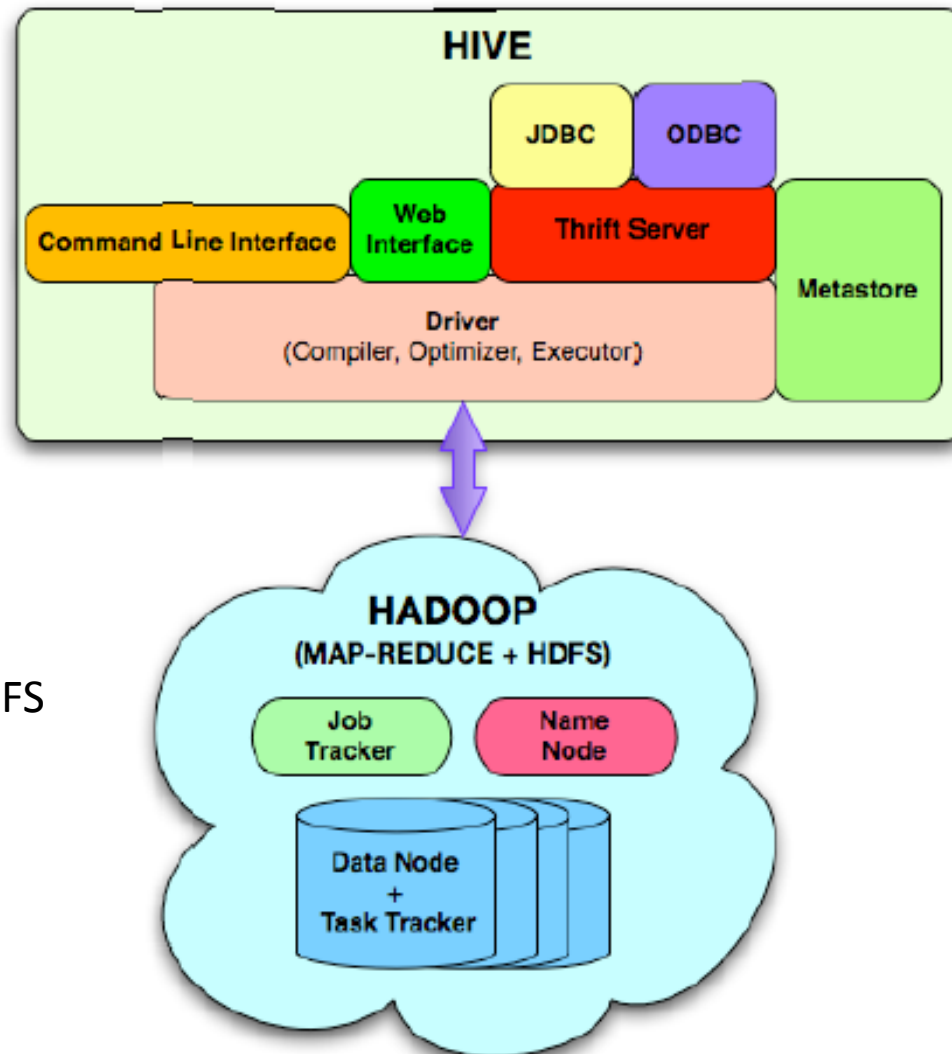 HIVE
JDBC
ODBC
Command Line Interface
Web
Interface
Thrift Server
Metastore
Driver
(Compiler, Optimizer, Executor)
HADOOP
(MAP-REDUCE + HDFS)
FS
Job
Tracker
Name
Node
Data Node
+
Task Tracker